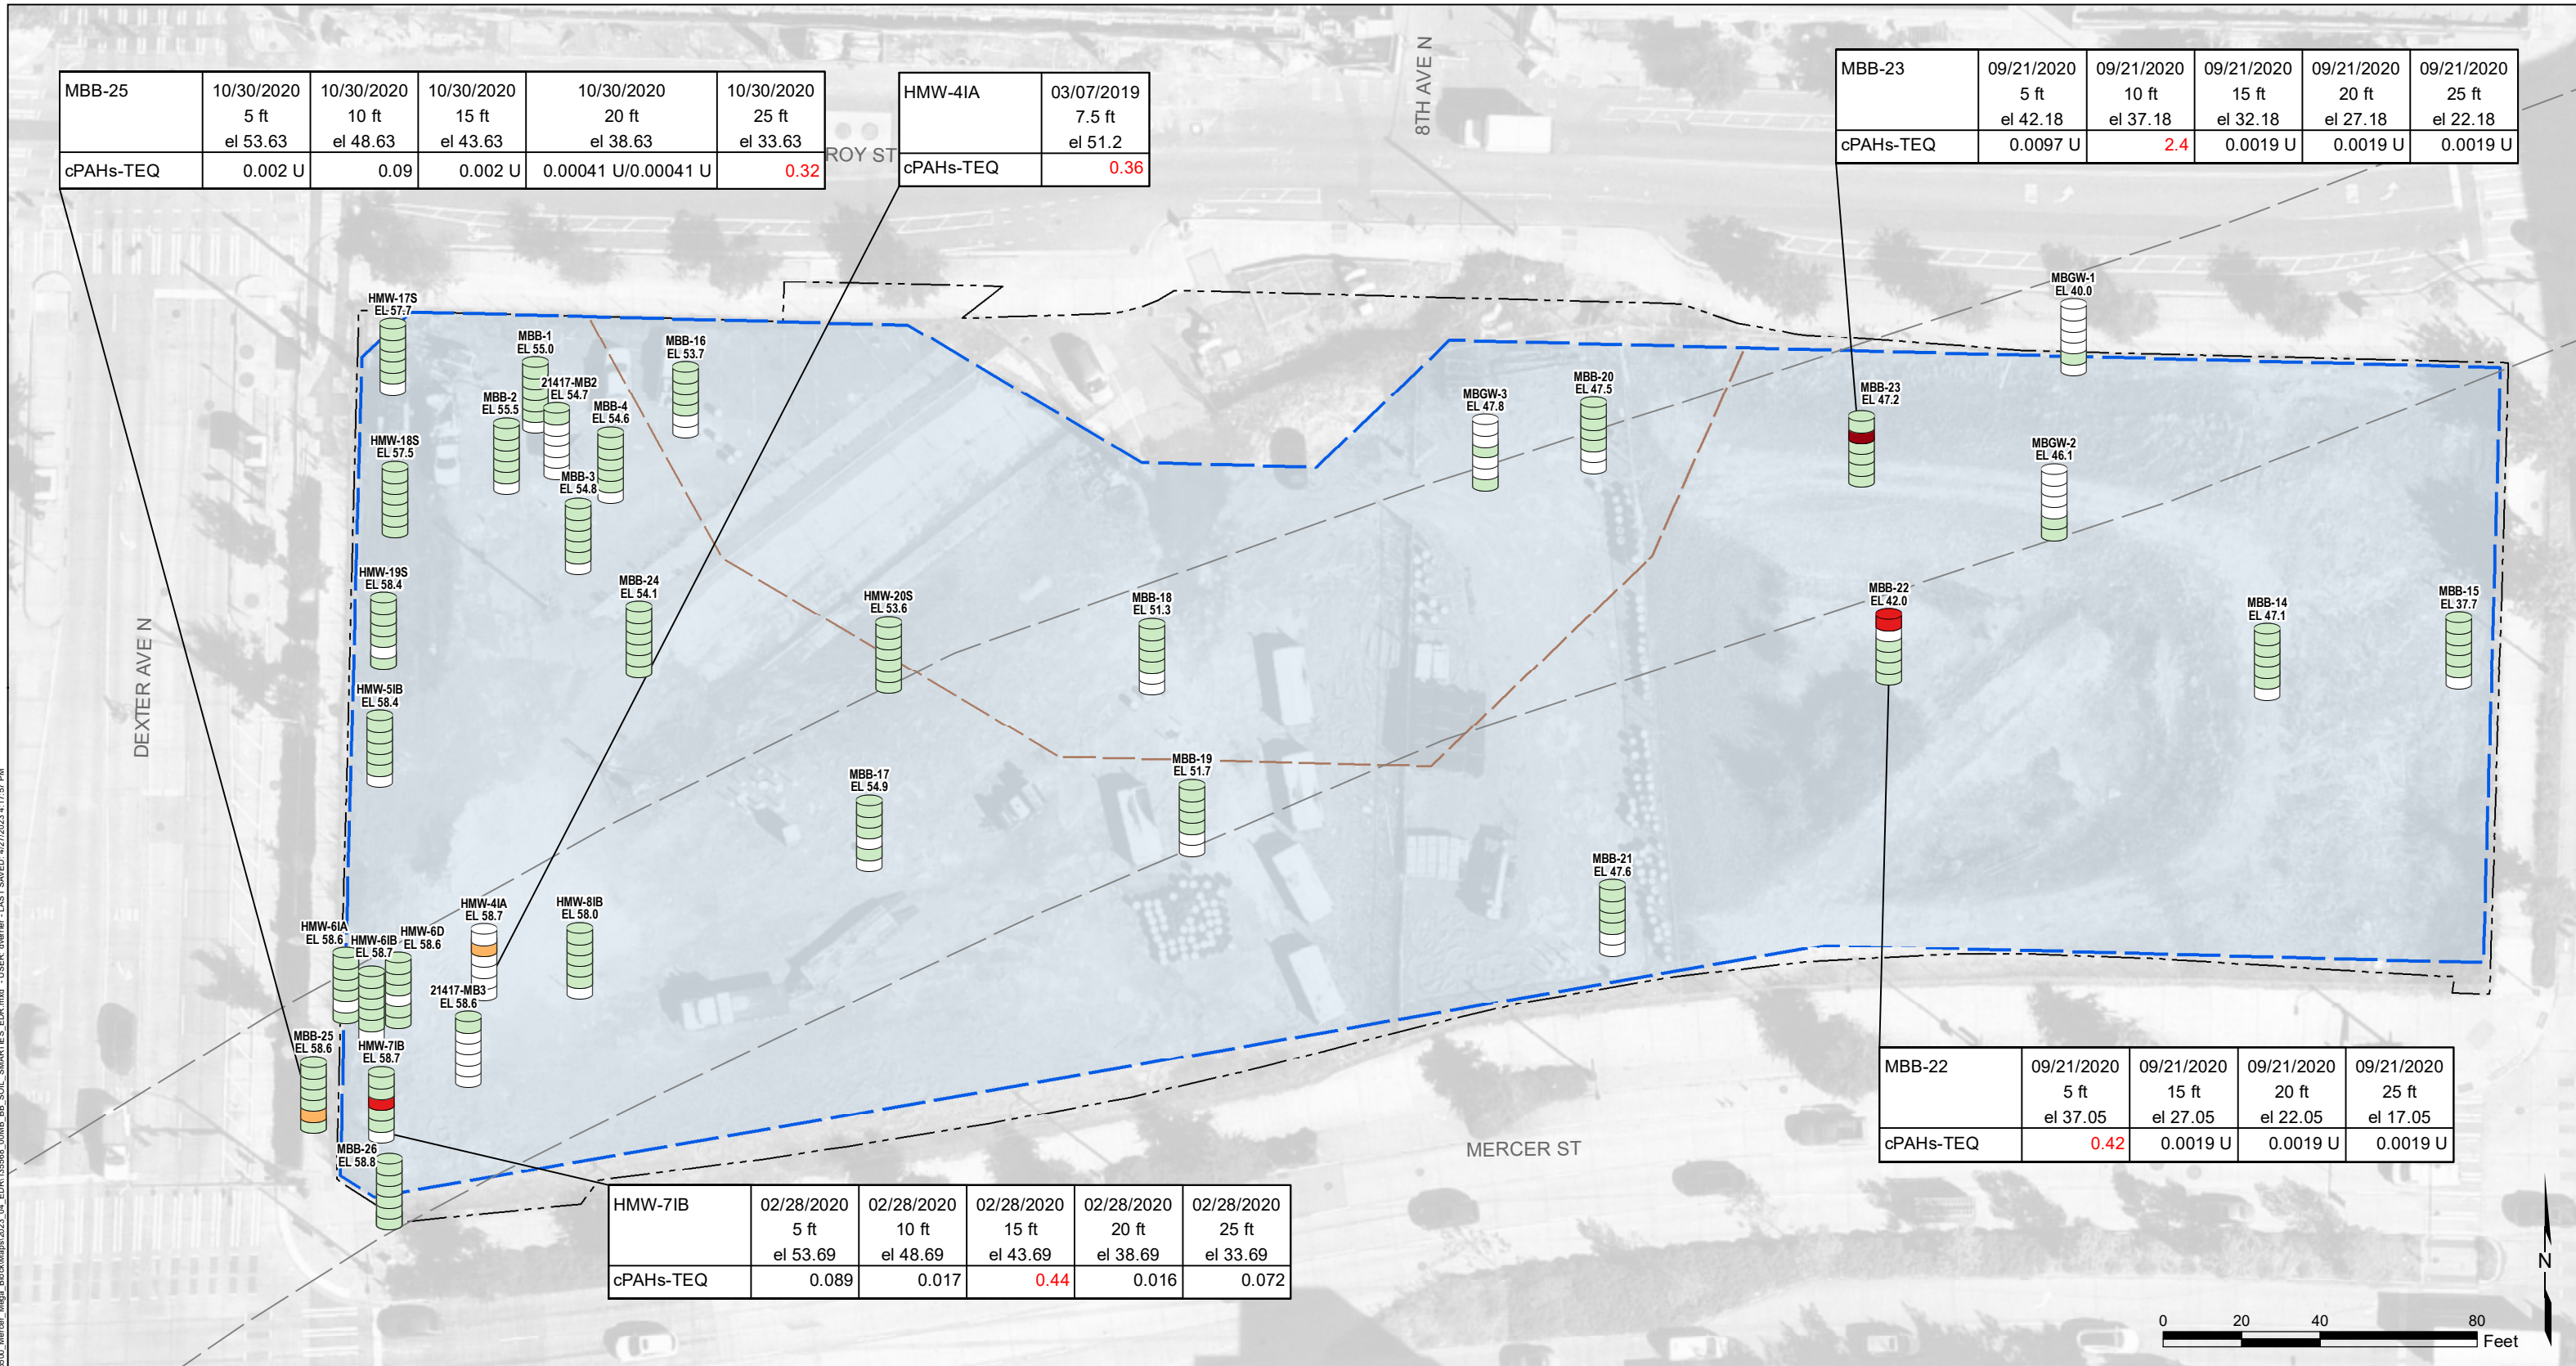 MBB-25 10/30/2020 10/30/2020 10/30/2020 10/30/2020 10/30/2020
5 ft 10 ft 15 ft 20 ft 25 ft
el 53.63 el 48.63 el 43.63 el 38.63 el 33.63
cPAHs-TEQ 0.002 U 0.09 0.002 U 0.00041 U/0.00041 U 0.32
HMW-4IA 03/07/2019
7.5 ft
el 51.2
cPAHs-TEQ 0.36
MBB-23 09/21/2020 09/21/2020 09/21/2020 09/21/2020 09/21/2020
5 ft 10 ft 15 ft 20 ft 25 ft
el 42.18 el 37.18 el 32.18 el 27.18 el 22.18
cPAHs-TEQ 0.0097 U 2.4 0.0019 U 0.0019 U 0.0019 U
ROY ST
8TH AVE N
DEXTER AVE N
MERCER ST
HMW-17S
EL 57.7
MBB-1
EL 55.0
MBB-16
EL 53.7
21417-MB2
EL 54.7
MBB-2
EL 55.5
MBB-4
EL 54.6
HMW-18S
EL 57.5
MBB-3
EL 54.8
MBGW-1
EL 40.0
MBB-20
EL 47.5
MBGW-3
EL 47.8
MBB-23
EL 47.2
MBGW-2
EL 46.1
HMW-19S
EL 58.4
MBB-24
EL 54.1
HMW-20S
EL 53.6
MBB-18
EL 51.3
MBB-22
EL 42.0
MBB-14
EL 47.1
MBB-15
EL 37.7
HMW-5IB
EL 58.4
MBB-17
EL 54.9
MBB-19
EL 51.7
MBB-21
EL 47.6
HMW-6IA
EL 58.6
HMW-6IB
EL 58.7
HMW-6D
EL 58.6
HMW-4IA
EL 58.7
HMW-8IB
EL 58.0
21417-MB3
EL 58.6
MBB-25
EL 58.6
HMW-7IB
EL 58.7
MBB-26
EL 58.8
MBB-22 09/21/2020 09/21/2020 09/21/2020 09/21/2020
5 ft 15 ft 20 ft 25 ft
el 37.05 el 27.05 el 22.05 el 17.05
cPAHs-TEQ 0.42 0.0019 U 0.0019 U 0.0019 U
HMW-7IB 02/28/2020 02/28/2020 02/28/2020 02/28/2020 02/28/2020
5 ft 10 ft 15 ft 20 ft 25 ft
el 53.69 el 48.69 el 43.69 el 38.69 el 33.69
cPAHs-TEQ 0.089 0.017 0.44 0.016 0.072
N
0 20 40 80
Feet